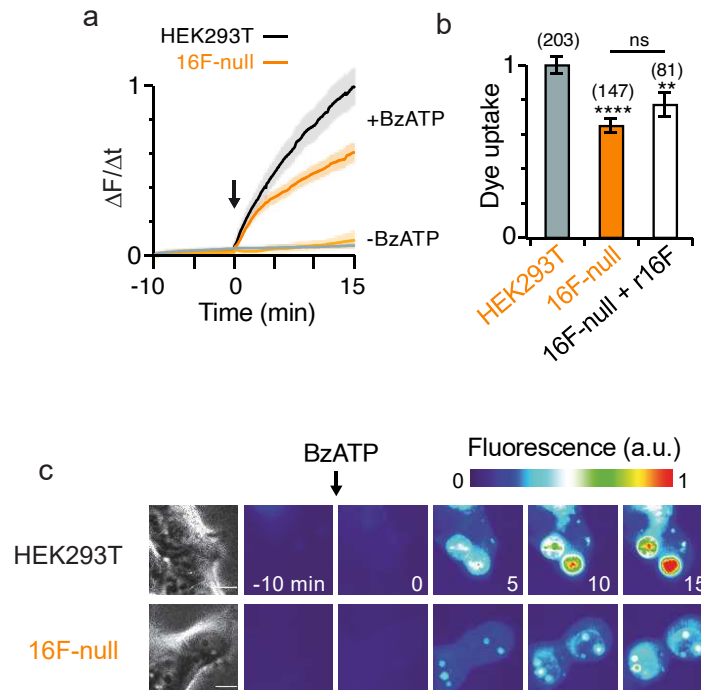 a
HEK293T
16F-null
1
0
ΔF/Δt
+BzATP
-BzATP
-10 0 15
Time (min)
b
ns
(203)
(147)
****
(81)
**
1
0
Dye uptake
HEK293T
16F-null
16F-null + r16F
c
BzATP
Fluorescence (a.u.)
0 1
HEK293T
-10 min 0 5 10 15
16F-null